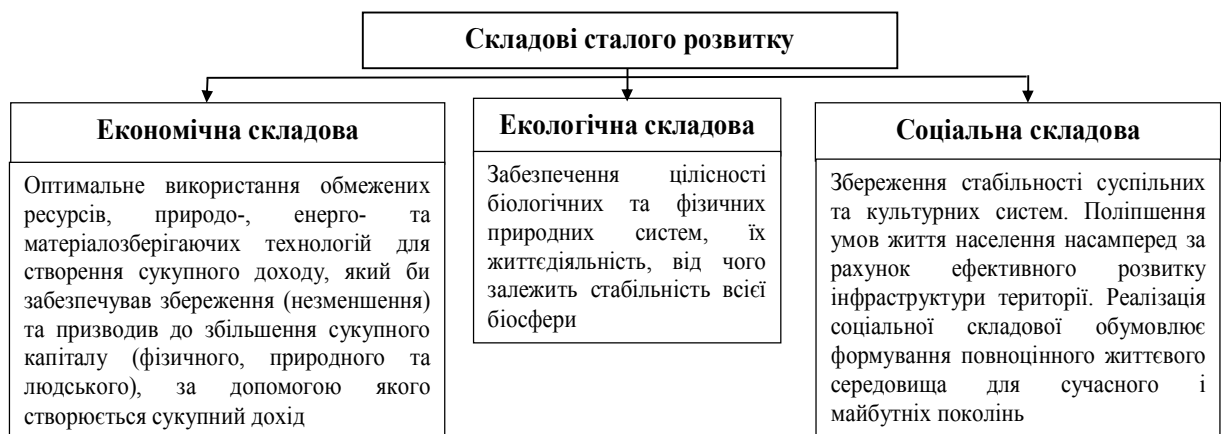 Складові сталого розвитку
Економічна складова
Оптимальне використання обмежених
ресурсів, природо-, енерго- та
матеріалозберігаючих технологій для
створення сукупного доходу, який би
забезпечував збереження (незменшення)
та призводив до збільшення сукупного
капіталу (фізичного, природного та
людського), за допомогою якого
створюється сукупний дохід
Екологічна складова
Забезпечення цілісності
біологічних та фізичних
природних систем, їх
життєдіяльність, від чого
залежить стабільність всієї
біосфери
Соціальна складова
Збереження стабільності суспільних
та культурних систем. Поліпшення
умов життя населення насамперед за
рахунок ефективного розвитку
інфраструктури території. Реалізація
соціальної складової обумовлює
формування повноцінного життєвого
середовища для сучасного і
майбутніх поколінь